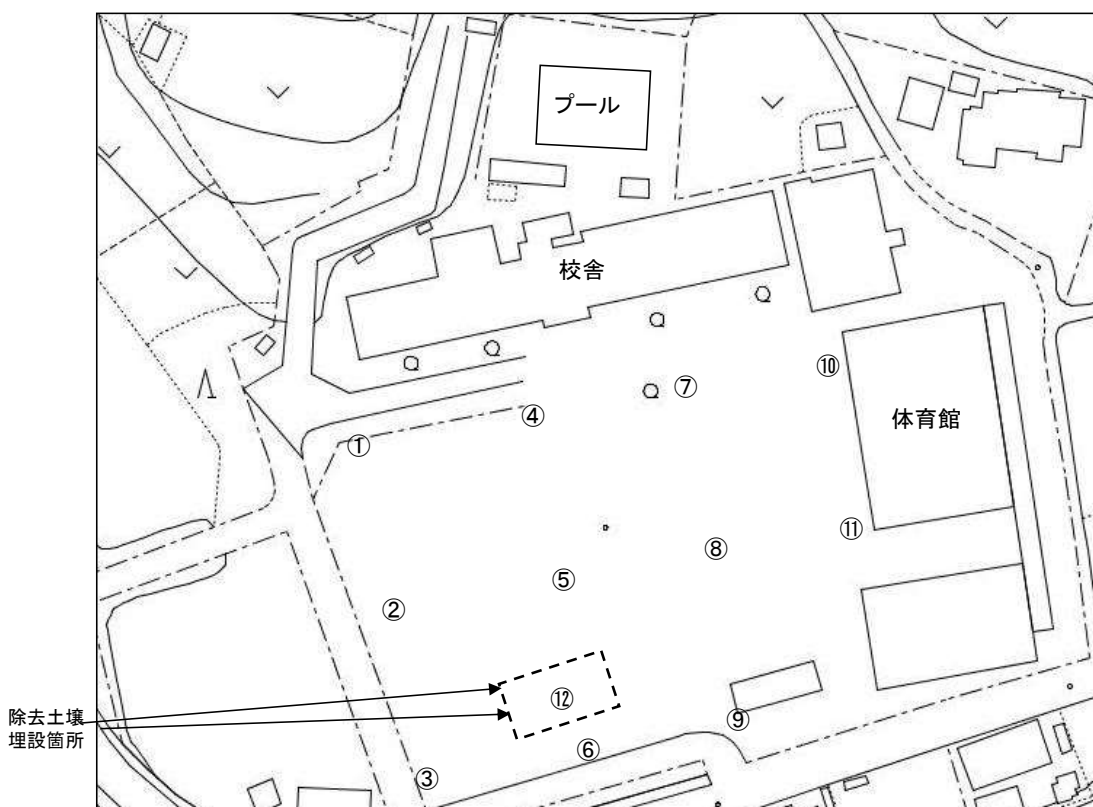 プール
校舎
⑩
⑦
体育館
④
①
⑪
⑧
⑤
②
⑫
除去土壌
埋設箇所
⑨
⑥
③